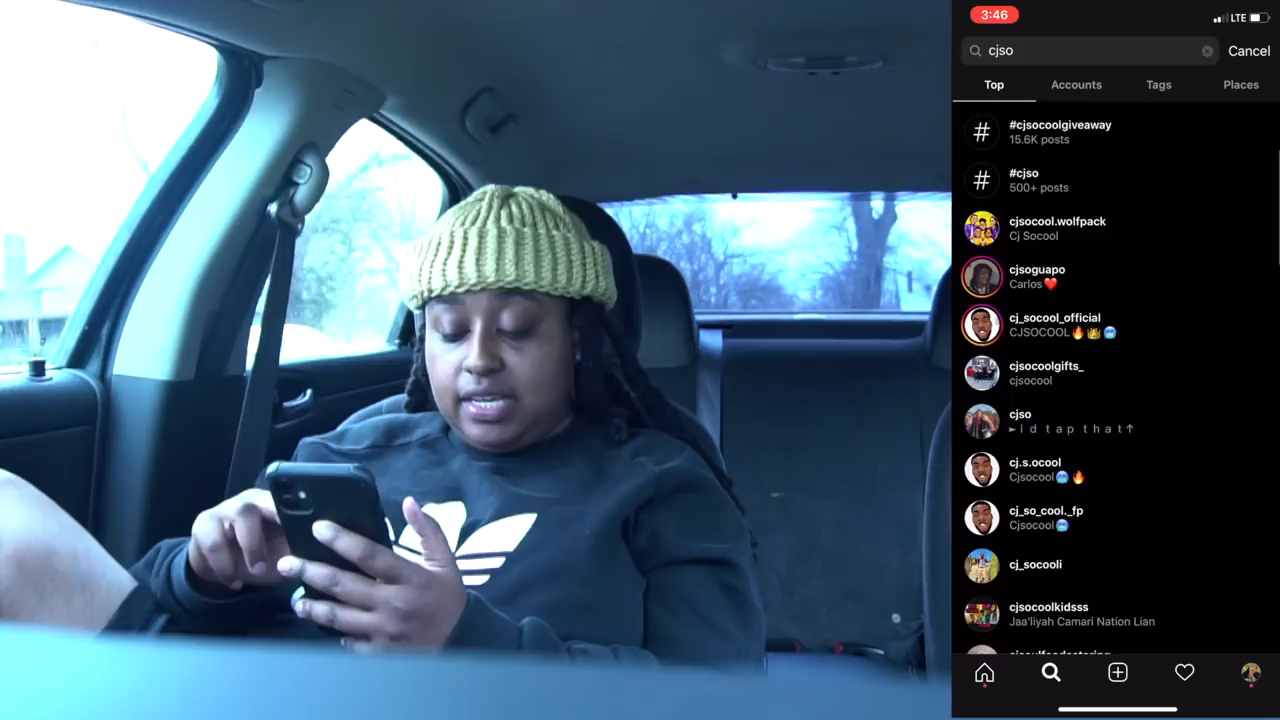 3:46
LTE
cjso
Cancel
Top
Accounts
Tags
Places
#cjsocoolgiveaway
15.6K posts
#cjso
500+ posts
cjsocool.wolfpack
Cj Socool
cjsoguapo
Carlos❤️
cj_socool_official
CJSOCOOL🔥👑🥶
cjsocoolgifts_
cjsocool
cjso
►i d t a p t h a t↑
cj.s.ocool
Cjsocool🥶🔥
cj_so_cool._fp
Cjsocool🥶
cj_socooli
cjsocoolkidsss
Jaa'liyah Camari Nation Lian